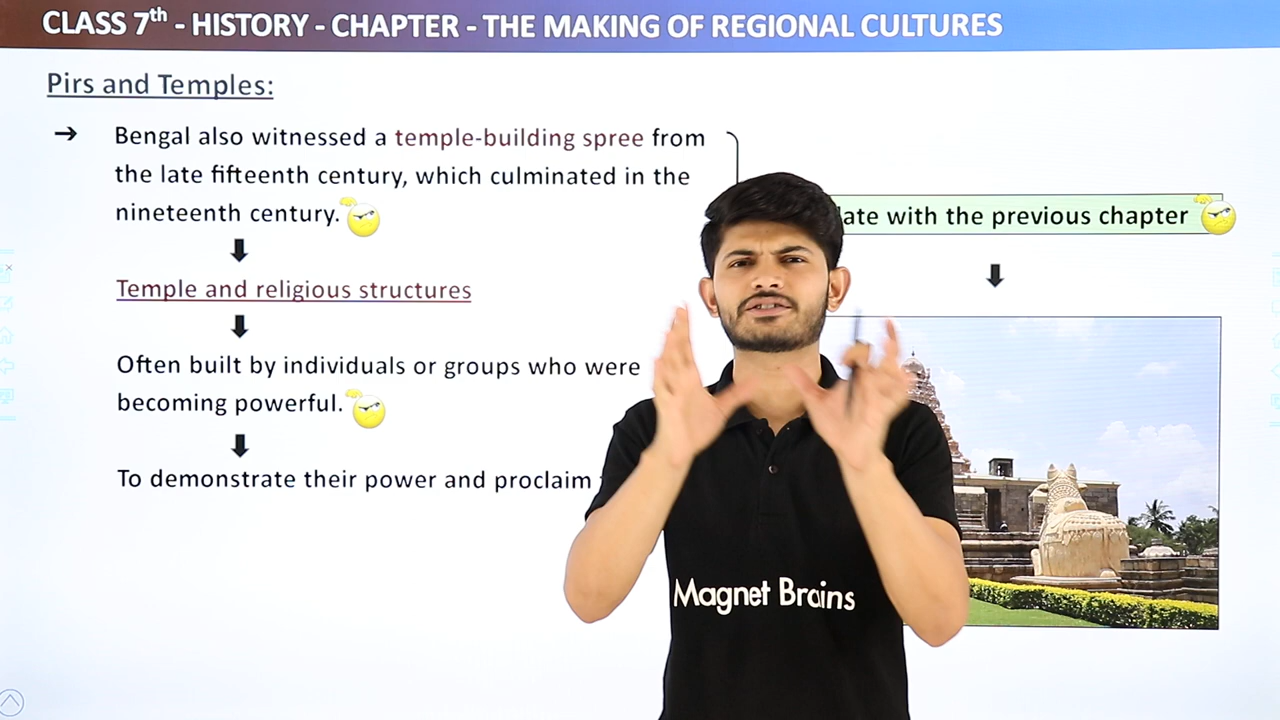 CLASS 7th - HISTORY - CHAPTER - THE MAKING OF REGIONAL CULTURES
Pirs and Temples:
Bengal also witnessed a temple-building spree from
the late fifteenth century, which culminated in the
nineteenth century.
Temple and religious structures
Often built by individuals or groups who were
becoming powerful.
To demonstrate their power and proclaim
with the previous chapter
Magnet Brains